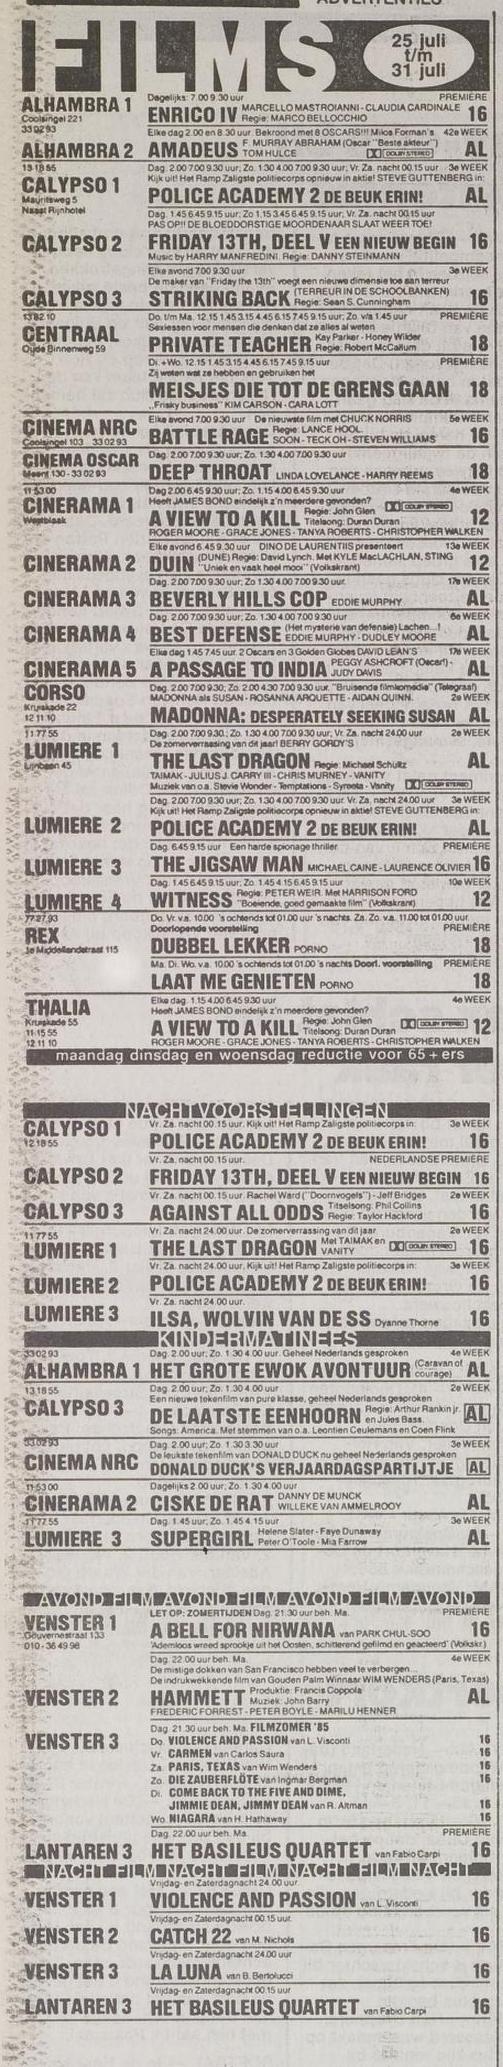 ADVERTENTIES
FILMS
25 juli
t/m
31 juli
ALHAMBRA 1
Coolsingel 221
33 02 93
Dagelijks: 7.00 9.30 uur PREMIÈRE
ENRICO IV MARCELLO MASTROIANNI - CLAUDIA CARDINALE
Regie: MARCO BELLOCCHIO 16
Elke dag 2.00 en 8.30 uur. Bekroond met 8 OSCARS!!! Milos Forman's 42e WEEK
ALHAMBRA 2 AMADEUS F. MURRAY ABRAHAM (Oscar "Beste akteur")
TOM HULCE DOLBY STEREO AL
13 18 55
CALYPSO 1
Mauritsweg 5
Naast Rijnhotel
Dag. 2.00 7.00 9.30 uur; Zo. 1.30 4.00 7.00 9.30 uur; Vr. Za. nacht 00.15 uur 3e WEEK
Kijk uit! Het Ramp Zaligste politiecorps opnieuw in aktie! STEVE GUTTENBERG in:
POLICE ACADEMY 2 DE BEUK ERIN! AL
Dag. 1.45 6.45 9.15 uur; Zo 1.15 3.45 6.45 9.15 uur; Vr. Za. nacht 00.15 uur
PAS OP!! DE BLOEDDORSTIGE MOORDENAAR SLAAT WEER TOE!
CALYPSO 2 FRIDAY 13TH, DEEL V EEN NIEUW BEGIN 16
Music by HARRY MANFREDINI. Regie: DANNY STEINMANN
Elke avond 7.00 9.30 uur 3e WEEK
De maker van "Friday the 13th" voegt een nieuwe dimensie toe aan terreur
CALYPSO 3 STRIKING BACK (TERREUR IN DE SCHOOLBANKEN)
Regie: Sean S. Cunningham 16
13 82 10
CENTRAAL
Oude Binnenweg 59
Do. t/m Ma. 12.15 1.45 3.15 4.45 6.15 7.45 9.15 uur; Zo. v/a 1.45 uur PREMIÈRE
Sexlessen voor mensen die denken dat ze alles al weten
PRIVATE TEACHER Kay Parker - Honey Wilder
Regie: Robert McCallum 18
Di. + Wo. 12.15 1.45 3.15 4.45 6.15 7.45 9.15 uur PREMIÈRE
Zij weten wat ze hebben en gebruiken het
MEISJES DIE TOT DE GRENS GAAN 18
„Frisky business" KIM CARSON - CARA LOTT
CINEMA NRC
Coolsingel 103 33 02 93
Elke avond 7.00 9.30 uur De nieuwste film met CHUCK NORRIS 5e WEEK
BATTLE RAGE Regie: LANCE HOOL.
SOON - TECK OH - STEVEN WILLIAMS 16
CINEMA OSCAR
Meent 130 - 33 02 93
Dag. 2.00 7.00 9.30 uur; Zo. 1.30 4.00 7.00 9.30 uur
DEEP THROAT LINDA LOVELANCE - HARRY REEMS 18
11 53 00
CINERAMA 1
Westblaak
Dag 2.00 6.45 9.30 uur; Zo. 1.15 4.00 6.45 9.30 uur 4e WEEK
Heeft JAMES BOND eindelijk z'n meerdere gevonden?
A VIEW TO A KILL Regie: John Glen
Titelsong: Duran Duran DOLBY STEREO 12
ROGER MOORE - GRACE JONES - TANYA ROBERTS - CHRISTOPHER WALKEN
Elke avond 6.45 9.30 uur DINO DE LAURENTIIS presenteert 13e WEEK
CINERAMA 2 DUIN (DUNE) Regie: David Lynch. Met KYLE MacLACHLAN, STING
"Uniek en vaak heel mooi" (Volkskrant) 12
Dag. 2.00 7.00 9.30 uur; Zo 1.30 4.00 7.00 9.30 uur. 17e WEEK
CINERAMA 3 BEVERLY HILLS COP EDDIE MURPHY AL
Dag. 2.00 7.00 9.30 uur; Zo. 1.30 4.00 7.00 9.30 uur 6e WEEK
CINERAMA 4 BEST DEFENSE (Het mysterie van defensie) Lachen...!
EDDIE MURPHY - DUDLEY MOORE AL
Elke dag 1.45 7.45 uur. 2 Oscars en 3 Golden Globes DAVID LEAN'S 17e WEEK
CINERAMA 5 A PASSAGE TO INDIA PEGGY ASHCROFT (Oscar!) -
JUDY DAVIS AL
CORSO
Kruiskade 22
12 11 10
Dag. 2.00 7.00 9.30; Zo. 2.00 4.30 7.00 9.30 uur. "Bruisende filmkomedie" (Telegraaf)
MADONNA als SUSAN - ROSANNA ARQUETTE - AIDAN QUINN. 2e WEEK
MADONNA: DESPERATELY SEEKING SUSAN AL
11 77 55
LUMIERE 1
Lijnbaan 45
Dag. 2.00 7.00 9.30.; Zo. 1.30 4.00 7.00 9.30 uur; Vr. Za. nacht 24.00 uur 2e WEEK
De zomerverrassing van dit jaar! BERRY GORDY'S
THE LAST DRAGON Regie: Michael Schultz AL
TAIMAK - JULIUS J. CARRY III - CHRIS MURNEY - VANITY
Muziek van o.a. Stevie Wonder - Temptations - Syreeta - Vanity DOLBY STEREO
Dag. 2.00 7.00 9.30 uur; Zo. 1.30 4.00 7.00 9.30 uur. Vr. Za. nacht 24.00 uur 3e WEEK
Kijk uit! Het Ramp Zaligste politiecorps opnieuw in aktie! STEVE GUTTENBERG in:
LUMIERE 2 POLICE ACADEMY 2 DE BEUK ERIN! AL
Dag. 6.45 9.15 uur Een harde spionage thriller PREMIÈRE
LUMIERE 3 THE JIGSAW MAN MICHAEL CAINE - LAURENCE OLIVIER 16
Dag. 1.45 6.45 9.15 uur; Zo. 1.45 4.15 6.45 9.15 uur 10e WEEK
LUMIERE 4 WITNESS Regie: PETER WEIR. Met HARRISON FORD
"Boeiende, goed gemaakte film" (Volkskrant) 12
77 27 93
REX
1e Middellandstraat 115
Do. Vr. v.a. 10.00 's ochtends tot 01.00 uur 's nachts. Za. Zo. v.a. 11.00 tot 01.00 uur.
Doorlopende voorstelling PREMIÈRE
DUBBEL LEKKER PORNO 18
Ma. Di. Wo. v.a. 10.00 's ochtends tot 01.00 's nachts Doorl. voorstelling PREMIÈRE
LAAT ME GENIETEN PORNO 18
THALIA
Kruiskade 55
11 15 55
12 11 10
Elke dag. 1.15 4.00 6.45 9.30 uur 4e WEEK
Heeft JAMES BOND eindelijk z'n meerdere gevonden?
A VIEW TO A KILL Regie: John Glen
Titelsong: Duran Duran DOLBY STEREO 12
ROGER MOORE - GRACE JONES - TANYA ROBERTS - CHRISTOPHER WALKEN
maandag dinsdag en woensdag reductie voor 65 + ers
NACHTVOORSTELLINGEN
CALYPSO 1
12 18 55
Vr. Za. nacht 00.15 uur. Kijk uit! Het Ramp Zaligste politiecorps in: 3e WEEK
POLICE ACADEMY 2 DE BEUK ERIN! 16
Vr. Za. nacht 00.15 uur. NEDERLANDSE PREMIÈRE
CALYPSO 2 FRIDAY 13TH, DEEL V EEN NIEUW BEGIN 16
Vr. Za. nacht 00.15 uur. Rachel Ward ("Doornvogels") - Jeff Bridges 2e WEEK
CALYPSO 3 AGAINST ALL ODDS Titselsong: Phil Collins
Regie: Taylor Hackford 16
11 77 55
LUMIERE 1
Vr. Za. nacht 24.00 uur. De zomerverrassing van dit jaar 2e WEEK
THE LAST DRAGON Met TAIMAK en
VANITY DOLBY STEREO 16
Vr. Za. nacht 24.00 uur, Kijk uit! Het Ramp Zaligste politiecorps in: 3e WEEK
LUMIERE 2 POLICE ACADEMY 2 DE BEUK ERIN! 16
Vr. Za. nacht 24.00 uur.
LUMIERE 3 ILSA, WOLVIN VAN DE SS Dyanne Thorne 16
KINDERMATINEES
33 02 93
Dag. 2.00 uur; Zo. 1.30 4.00 uur. Geheel Nederlands gesproken 4e WEEK
ALHAMBRA 1 HET GROTE EWOK AVONTUUR (Caravan of
courage) AL
13 18 55
CALYPSO 3
Dag. 2.00 uur; Zo. 1.30 4.00 uur 2e WEEK
Een nieuwe tekenfilm van pure klasse, geheel Nederlands gesproken
DE LAATSTE EENHOORN Regie: Arthur Rankin jr.
en Jules Bass. AL
Songs: America. Met stemmen van o.a. Leontien Ceulemans en Coen Flink
33 02 93
CINEMA NRC
Dag. 2.00 uur; Zo. 1.30 3.30 uur 3e WEEK
De leukste tekenfilm van DONALD DUCK nu geheel Nederlands gesproken
DONALD DUCK'S VERJAARDAGSPARTIJTJE AL
11 53 00
Dagelijks 2.00 uur; Zo. 1.30 4.00 uur
CINERAMA 2 CISKE DE RAT DANNY DE MUNCK
WILLEKE VAN AMMELROOY AL
11 77 55
Dag. 1.45 uur; Zo. 1.45 4.15 uur 3e WEEK
LUMIERE 3 SUPERGIRL Helene Slater - Faye Dunaway
Peter O'Toole - Mia Farrow AL
AVOND FILM AVOND FILM AVOND FILM AVOND
VENSTER 1
Gouvernestraat 133
010 - 36 49 98
LET OP: ZOMERTIJDEN Dag. 21.30 uur beh. Ma. PREMIÈRE
A BELL FOR NIRWANA van PARK CHUL-SOO 16
'Ademloos wreed sprookje uit het Oosten, schitterend gefilmd en geacteerd' (Volkskr.)
Dag. 22.00 uur beh. Ma. 4e WEEK
De mistige dokken van San Francisco hebben veel te verbergen...
De indrukwekkende film van Gouden Palm Winnaar WIM WENDERS (Paris, Texas)
VENSTER 2 HAMMETT Produktie: Francis Coppola
Muziek: John Barry AL
FREDERIC FORREST - PETER BOYLE - MARILU HENNER
Dag. 21.30 uur beh. Ma. FILMZOMER '85
VENSTER 3 Do. VIOLENCE AND PASSION van L. Visconti 16
Vr. CARMEN van Carlos Saura 16
Za. PARIS, TEXAS van Wim Wenders 16
Zo. DIE ZAUBERFLÖTE van Ingmar Bergman 16
Di. COME BACK TO THE FIVE AND DIME,
JIMMIE DEAN, JIMMY DEAN van R. Altman 16
Wo. NIAGARA van H. Hathaway 16
Dag. 22.00 uur beh. Ma. PREMIÈRE
LANTAREN 3 HET BASILEUS QUARTET van Fabio Carpi 16
NACHT FILM NACHT FILM NACHT FILM NACHT
Vrijdag- en Zaterdagnacht 24.00 uur.
VENSTER 1 VIOLENCE AND PASSION van L. Visconti 16
Vrijdag- en Zaterdagnacht 00.15 uur.
VENSTER 2 CATCH 22 van M. Nichols 16
Vrijdag- en Zaterdagnacht 24.00 uur
VENSTER 3 LA LUNA van B. Bertolucci 16
Vrijdag- en Zaterdagnacht 00.15 uur
LANTAREN 3 HET BASILEUS QUARTET van Fabio Carpi 16